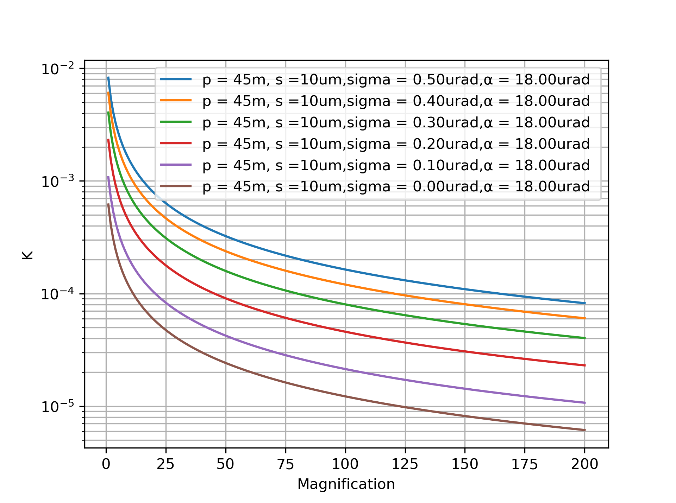 10⁻²
10⁻³
10⁻⁴
10⁻⁵
K
p = 45m, s =10um,sigma = 0.50urad,α = 18.00urad
p = 45m, s =10um,sigma = 0.40urad,α = 18.00urad
p = 45m, s =10um,sigma = 0.30urad,α = 18.00urad
p = 45m, s =10um,sigma = 0.20urad,α = 18.00urad
p = 45m, s =10um,sigma = 0.10urad,α = 18.00urad
p = 45m, s =10um,sigma = 0.00urad,α = 18.00urad
0 25 50 75 100 125 150 175 200
Magnification